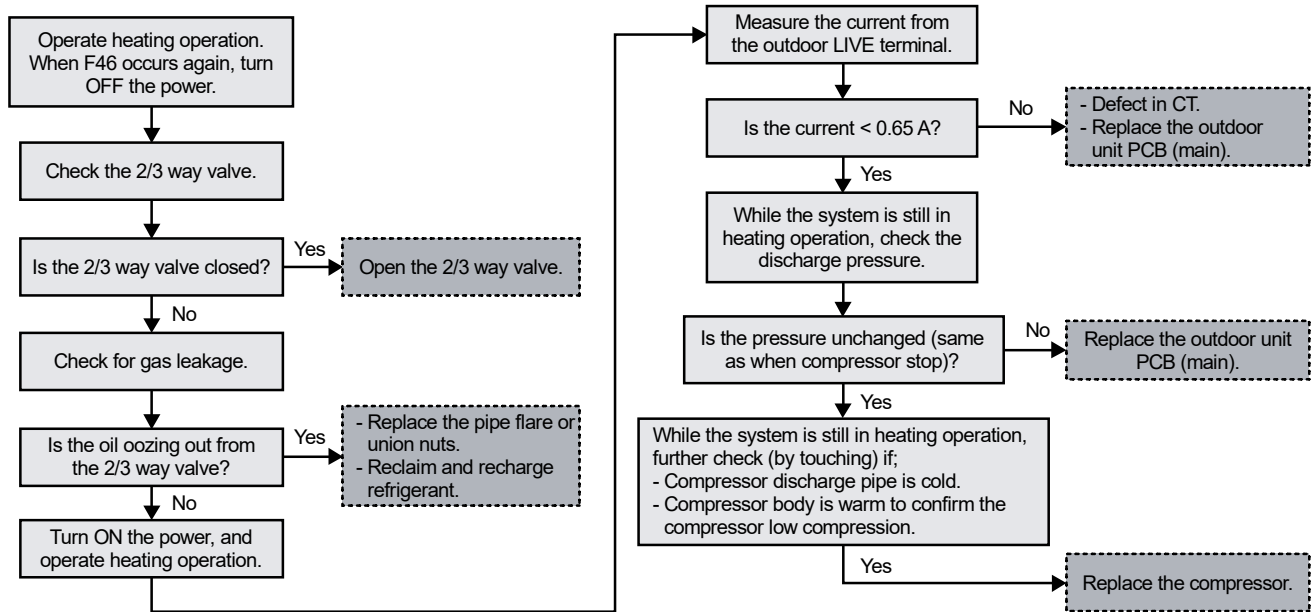 Operate heating operation.
When F46 occurs again, turn
OFF the power.
Check the 2/3 way valve.
Is the 2/3 way valve closed?
Yes
Open the 2/3 way valve.
No
Check for gas leakage.
Is the oil oozing out from
the 2/3 way valve?
Yes
- Replace the pipe flare or
union nuts.
- Reclaim and recharge
refrigerant.
No
Turn ON the power, and
operate heating operation.
Measure the current from
the outdoor LIVE terminal.
Is the current < 0.65 A?
No
- Defect in CT.
- Replace the outdoor
unit PCB (main).
Yes
While the system is still in
heating operation, check the
discharge pressure.
Is the pressure unchanged (same
as when compressor stop)?
No
Replace the outdoor unit
PCB (main).
Yes
While the system is still in heating operation,
further check (by touching) if;
- Compressor discharge pipe is cold.
- Compressor body is warm to confirm the
compressor low compression.
Yes
Replace the compressor.